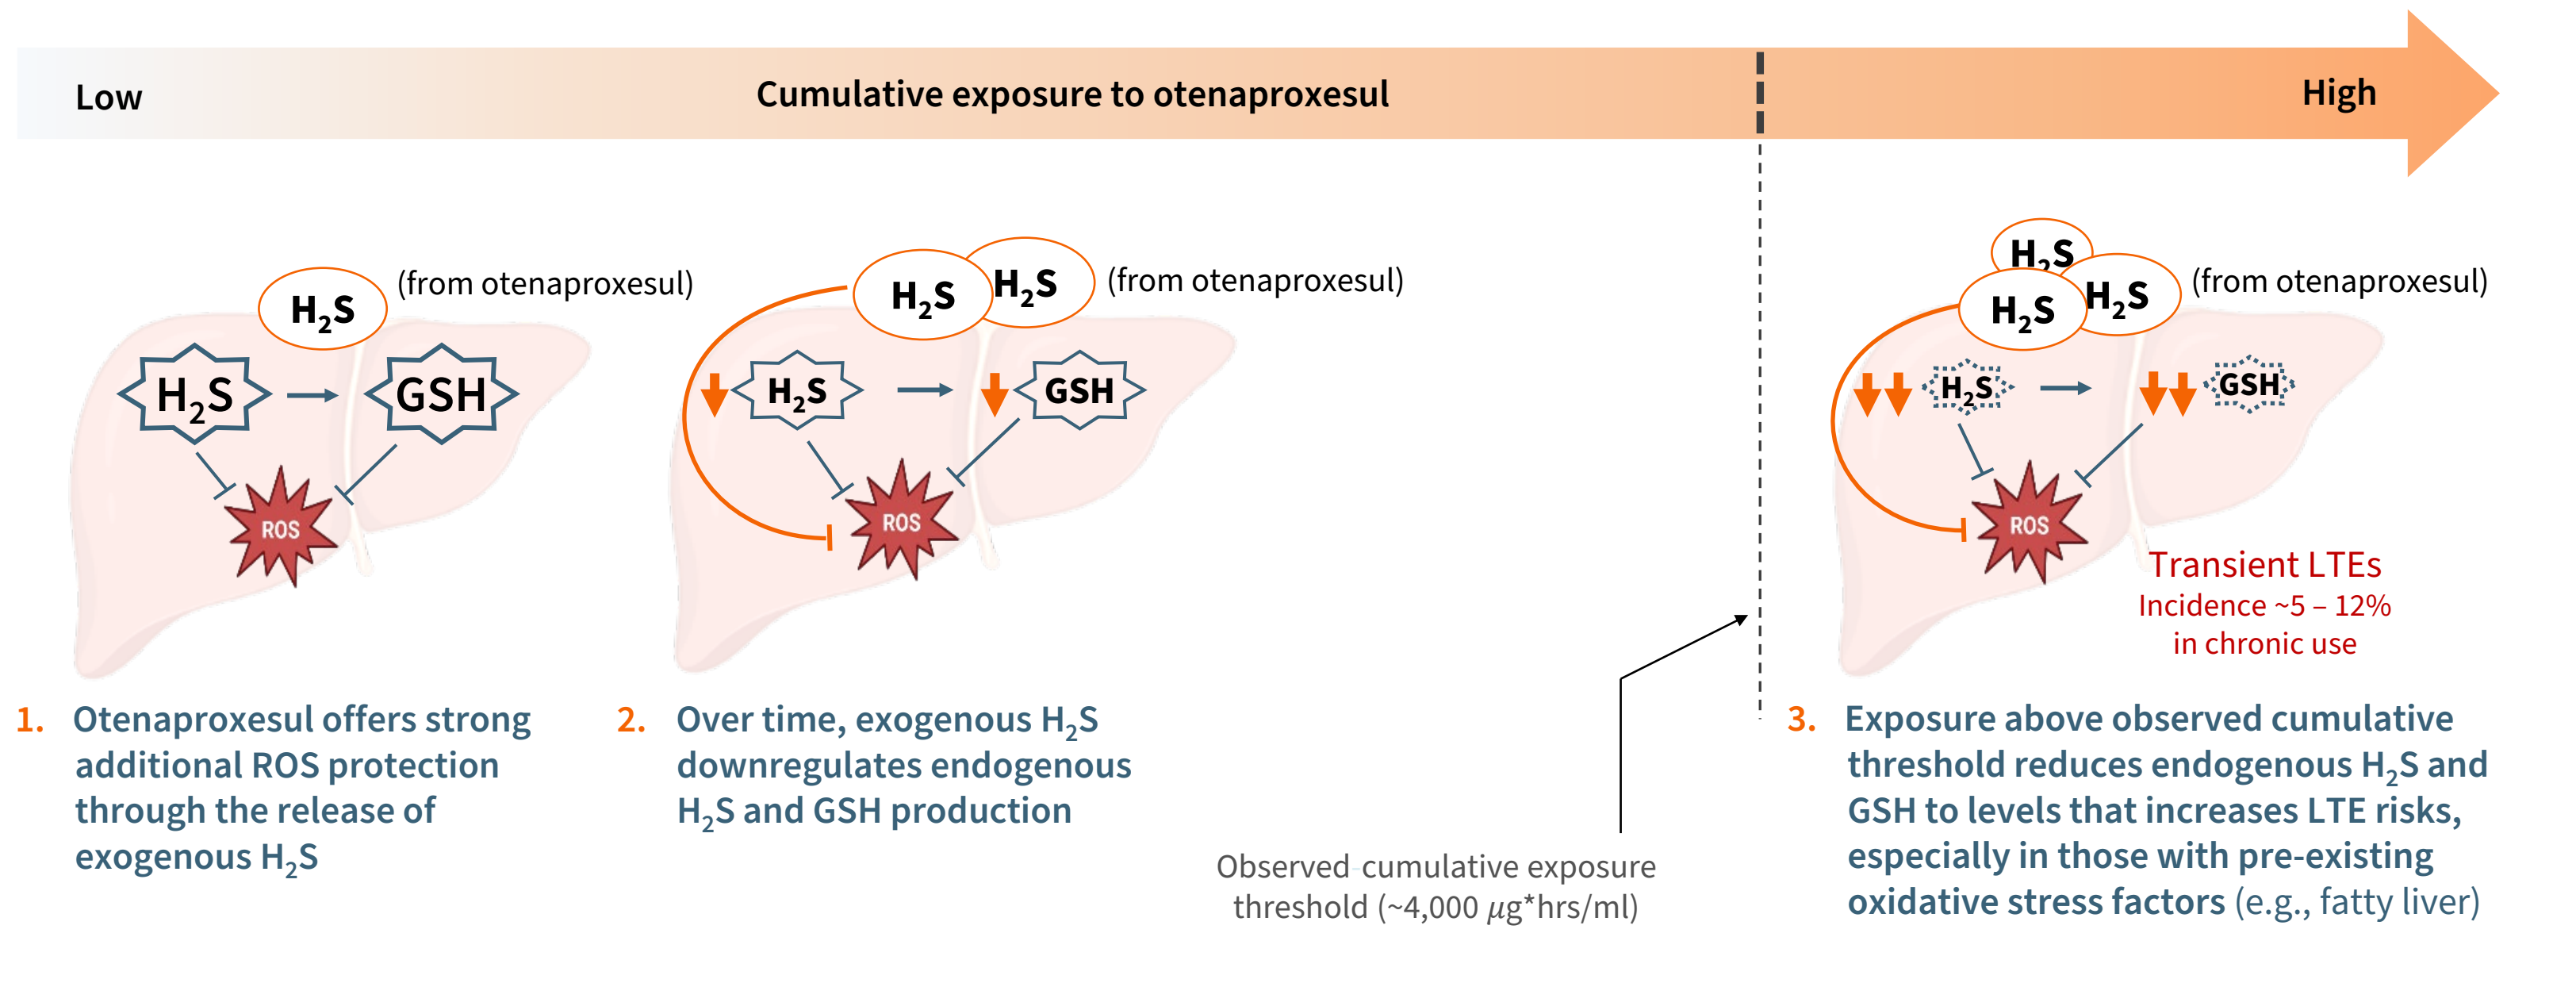 Low
Cumulative exposure to otenaproxesul
High
H₂S
(from otenaproxesul)
H₂S
GSH
ROS
1. Otenaproxesul offers strong
additional ROS protection
through the release of
exogenous H₂S
H₂S
H₂S
(from otenaproxesul)
H₂S
GSH
ROS
2. Over time, exogenous H₂S
downregulates endogenous
H₂S and GSH production
Observed cumulative exposure
threshold (~4,000 µg*hrs/ml)
H₂S
H₂S
H₂S
(from otenaproxesul)
H₂S
GSH
ROS
Transient LTEs
Incidence ~5 – 12%
in chronic use
3. Exposure above observed cumulative
threshold reduces endogenous H₂S and
GSH to levels that increases LTE risks,
especially in those with pre-existing
oxidative stress factors (e.g., fatty liver)